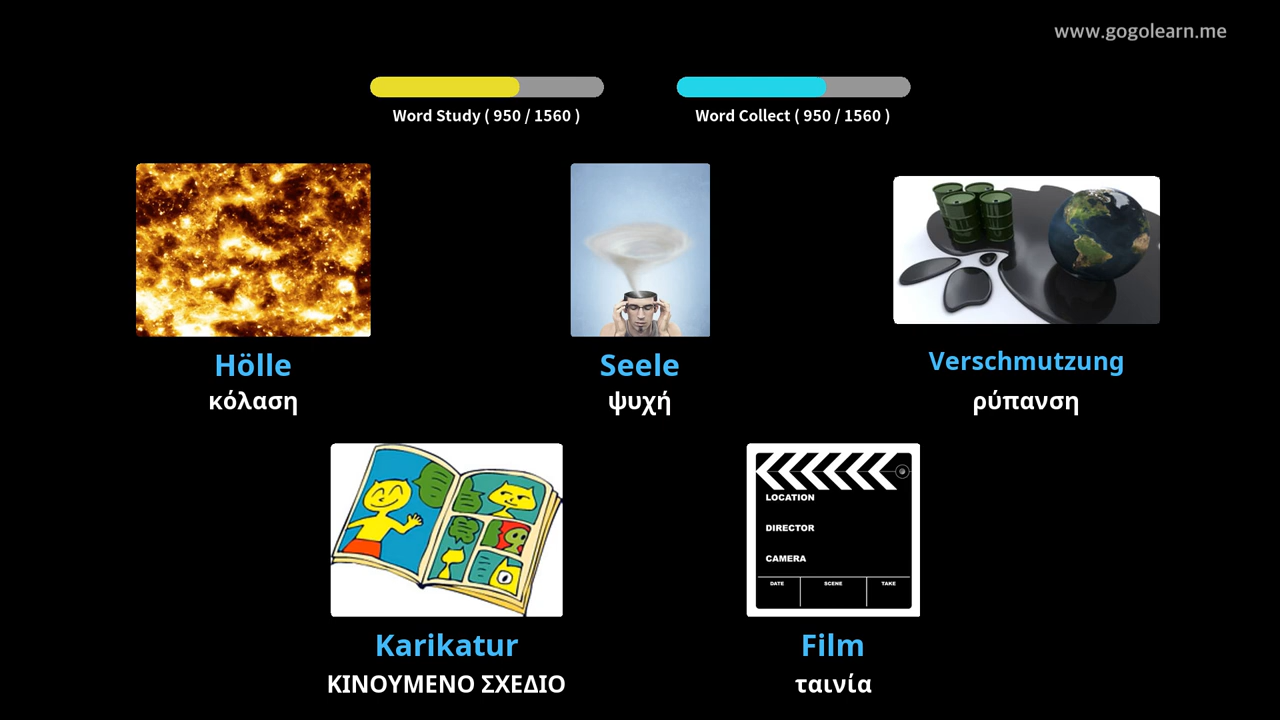 www.gogolearn.me
Word Study ( 950 / 1560 )
Word Collect ( 950 / 1560 )
Hölle
κόλαση
Seele
ψυχή
Verschmutzung
ρύπανση
LOCATION
DIRECTOR
CAMERA
DATE
SCENE
TAKE
Karikatur
ΚΙΝΟΥΜΕΝΟ ΣΧΕΔΙΟ
Film
ταινία